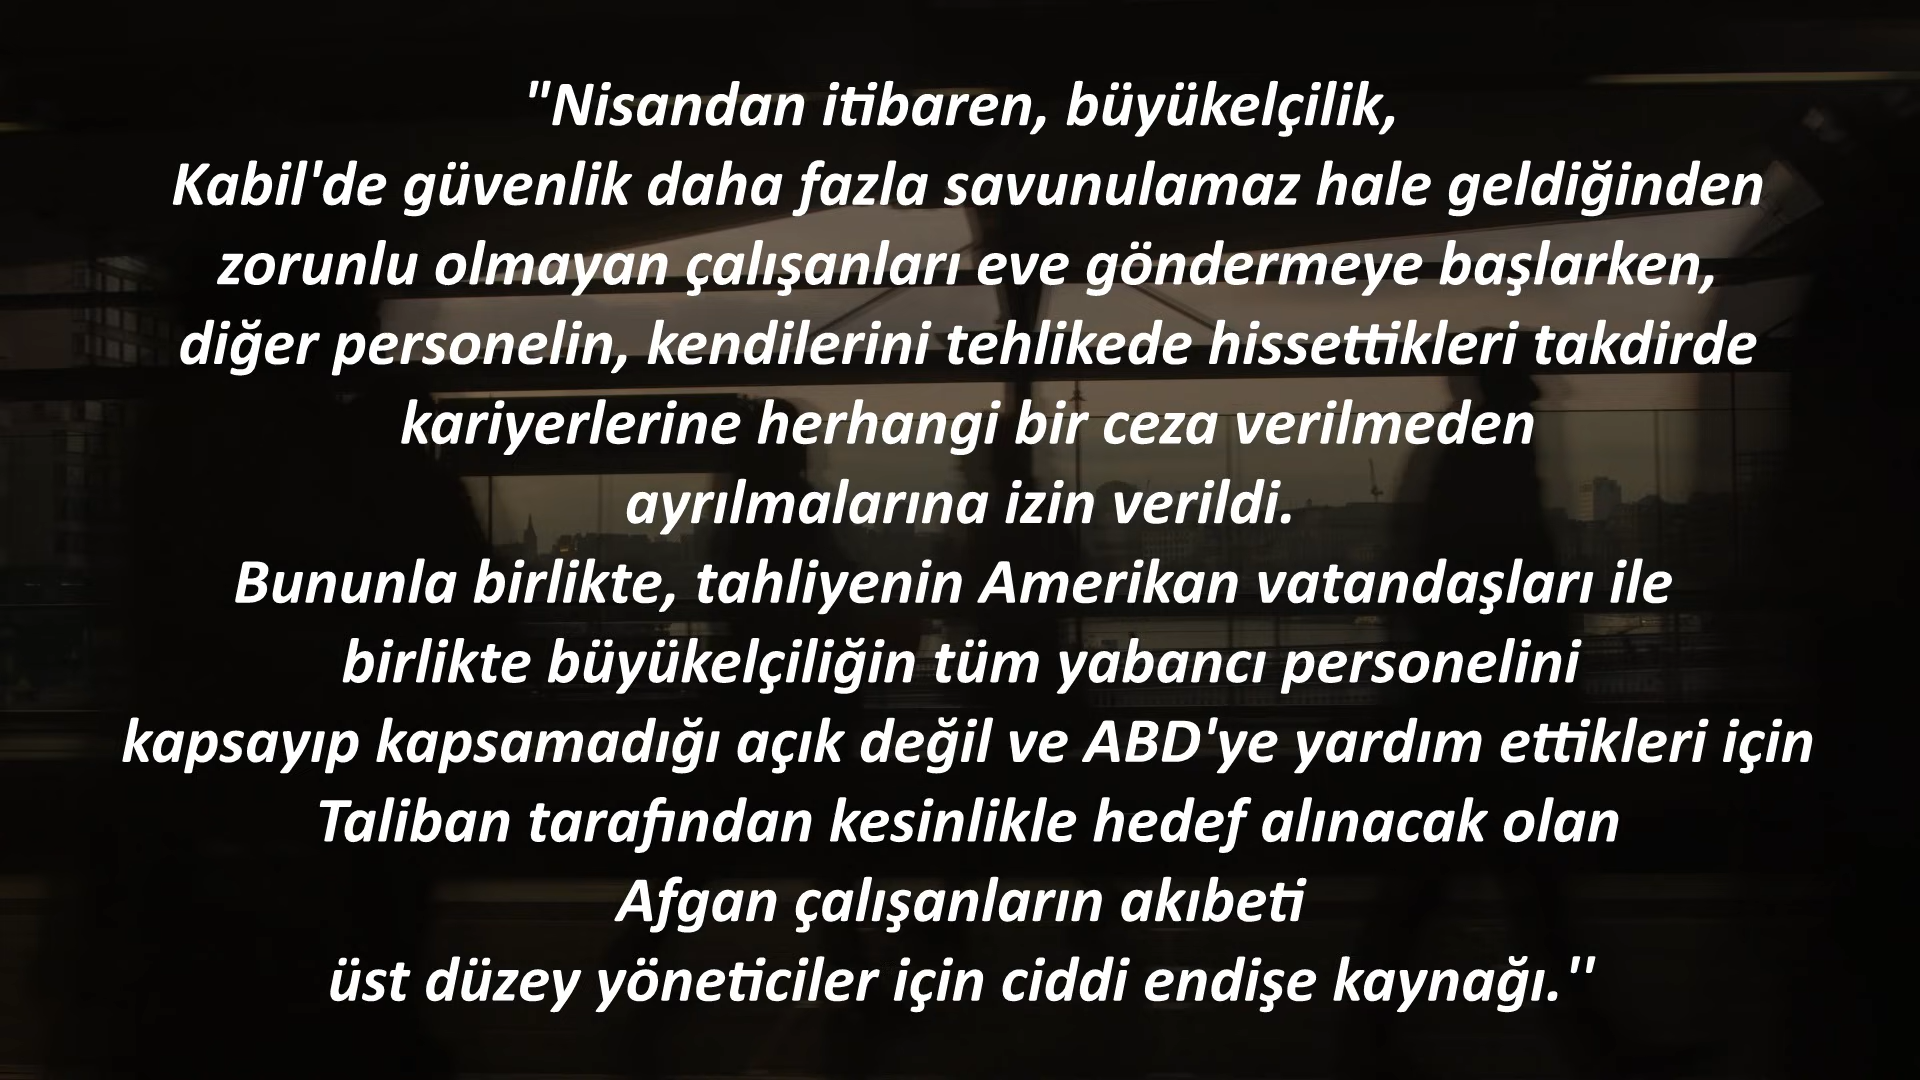 "Nisandan itibaren, büyükelçilik,
Kabil'de güvenlik daha fazla savunulamaz hale geldiğinden
zorunlu olmayan çalışanları eve göndermeye başlarken,
diğer personelin, kendilerini tehlikede hissettikleri takdirde
kariyerlerine herhangi bir ceza verilmeden
ayrılmalarına izin verildi.
Bununla birlikte, tahliyenin Amerikan vatandaşları ile
birlikte büyükelçiliğin tüm yabancı personelini
kapsayıp kapsamadığı açık değil ve ABD'ye yardım ettikleri için
Taliban tarafından kesinlikle hedef alınacak olan
Afgan çalışanların akıbeti
üst düzey yöneticiler için ciddi endişe kaynağı.''